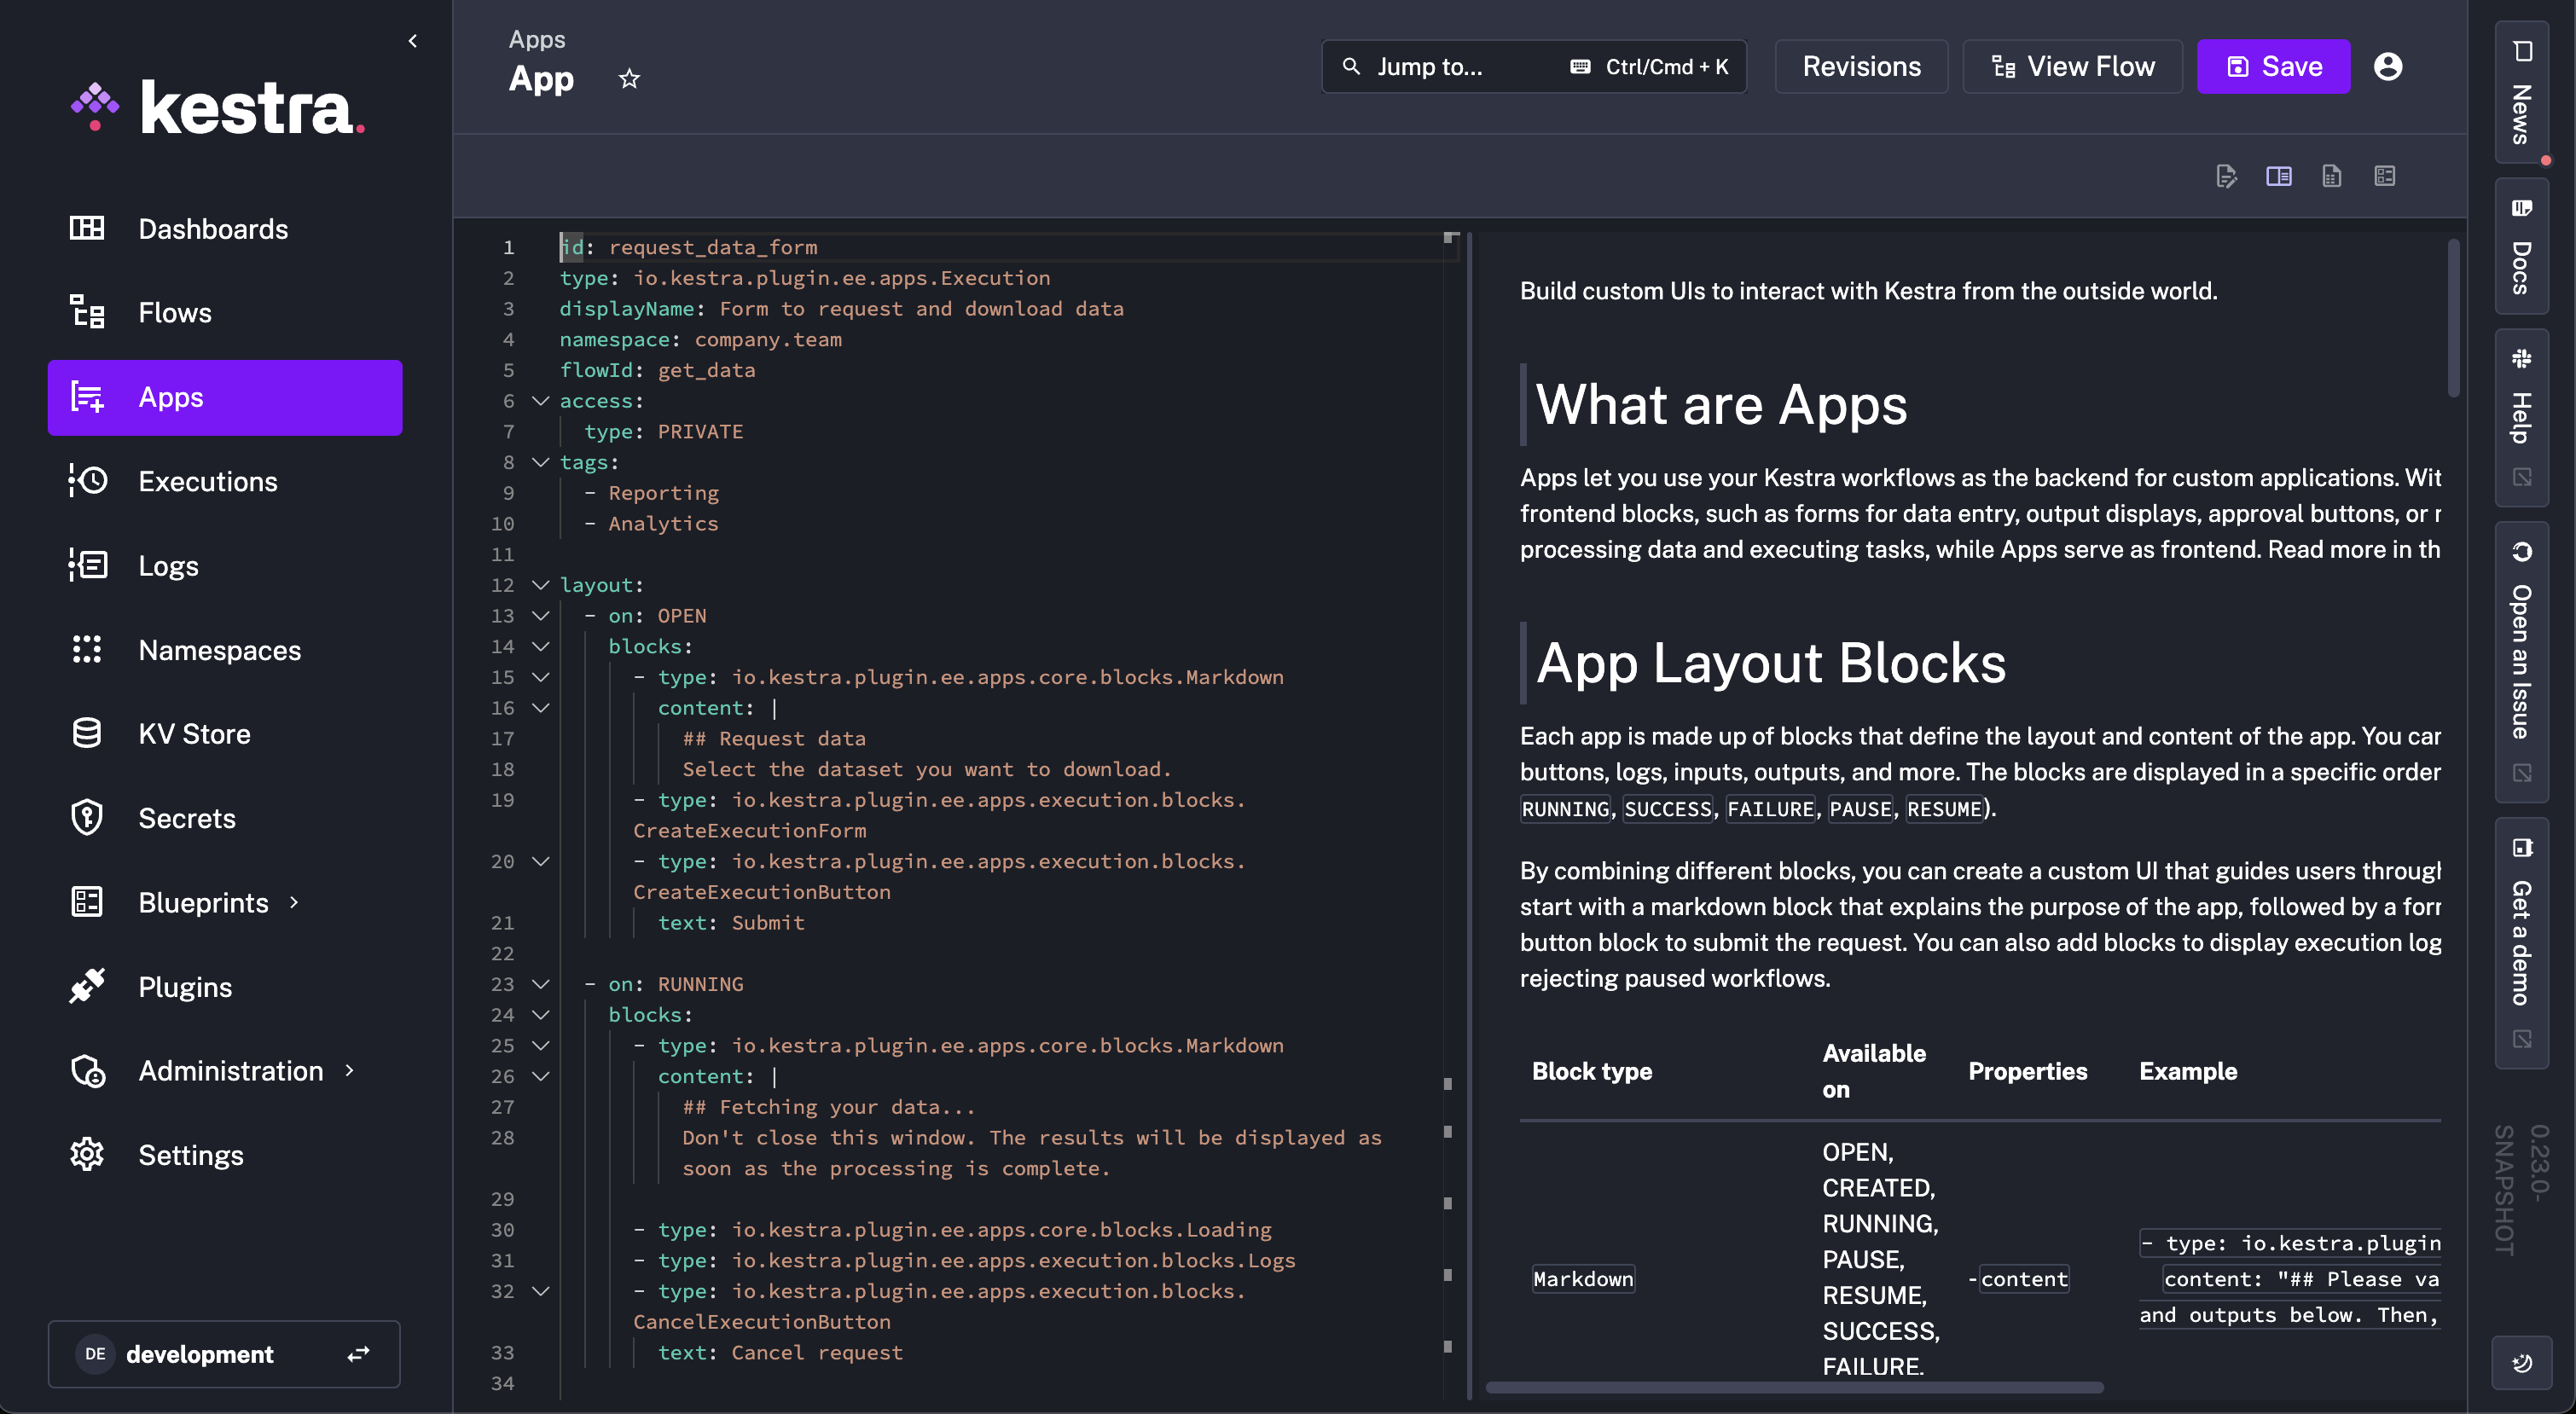 kestra.
Dashboards
Flows
Apps
Executions
Logs
Namespaces
KV Store
Secrets
Blueprints
Plugins
Administration
Settings
DE development
Apps
App
Jump to... Ctrl/Cmd + K
Revisions
View Flow
Save
1 id: request_data_form
2 type: io.kestra.plugin.ee.apps.Execution
3 displayName: Form to request and download data
4 namespace: company.team
5 flowId: get_data
6 access:
7 type: PRIVATE
8 tags:
9 - Reporting
10 - Analytics
11
12 layout:
13 - on: OPEN
14 blocks:
15 - type: io.kestra.plugin.ee.apps.core.blocks.Markdown
16 content: |
17 ## Request data
18 Select the dataset you want to download.
19 - type: io.kestra.plugin.ee.apps.execution.blocks.
CreateExecutionForm
20 - type: io.kestra.plugin.ee.apps.execution.blocks.
CreateExecutionButton
21 text: Submit
22
23 - on: RUNNING
24 blocks:
25 - type: io.kestra.plugin.ee.apps.core.blocks.Markdown
26 content: |
27 ## Fetching your data...
28 Don't close this window. The results will be displayed as
soon as the processing is complete.
29
30 - type: io.kestra.plugin.ee.apps.core.blocks.Loading
31 - type: io.kestra.plugin.ee.apps.execution.blocks.Logs
32 - type: io.kestra.plugin.ee.apps.execution.blocks.
CancelExecutionButton
33 text: Cancel request
34
Build custom UIs to interact with Kestra from the outside world.
What are Apps
Apps let you use your Kestra workflows as the backend for custom applications. Wit
frontend blocks, such as forms for data entry, output displays, approval buttons, or
processing data and executing tasks, while Apps serve as frontend. Read more in th
App Layout Blocks
Each app is made up of blocks that define the layout and content of the app. You
buttons, logs, inputs, outputs, and more. The blocks are displayed in a specific order
RUNNING, SUCCESS, FAILURE, PAUSE, RESUME).
By combining different blocks, you can create a custom UI that guides users
start with a markdown block that explains the purpose of the app, followed by a
button block to submit the request. You can also add blocks to display execution log
rejecting paused workflows.
Block type
Available
on
Properties
Example
Markdown
OPEN,
CREATED,
RUNNING,
PAUSE,
RESUME,
SUCCESS,
FAILURE.
-content
- type: io.kestra.plugin
content: "## Please va
and outputs below. Then,
News
Docs
Help
Open an Issue
Get a demo
0.23.0-
SNAPSHOT